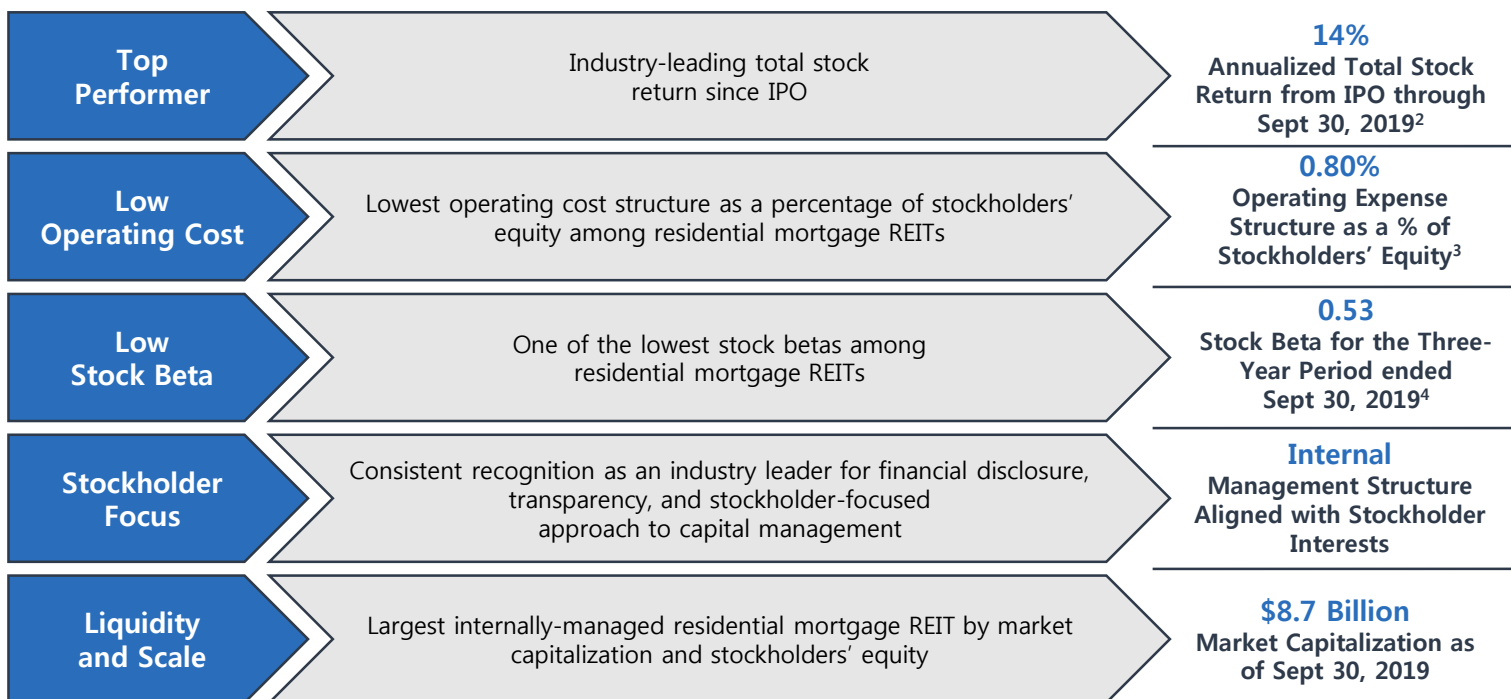 Top
Performer
Industry-leading total stock
return since IPO
14%
Annualized Total Stock
Return from IPO through
Sept 30, 2019²
Low
Operating Cost
Lowest operating cost structure as a percentage of stockholders’
equity among residential mortgage REITs
0.80%
Operating Expense
Structure as a % of
Stockholders’ Equity³
Low
Stock Beta
One of the lowest stock betas among
residential mortgage REITs
0.53
Stock Beta for the Three-
Year Period ended
Sept 30, 2019⁴
Stockholder
Focus
Consistent recognition as an industry leader for financial disclosure,
transparency, and stockholder-focused
approach to capital management
Internal
Management Structure
Aligned with Stockholder
Interests
Liquidity
and Scale
Largest internally-managed residential mortgage REIT by market
capitalization and stockholders’ equity
$8.7 Billion
Market Capitalization as
of Sept 30, 2019